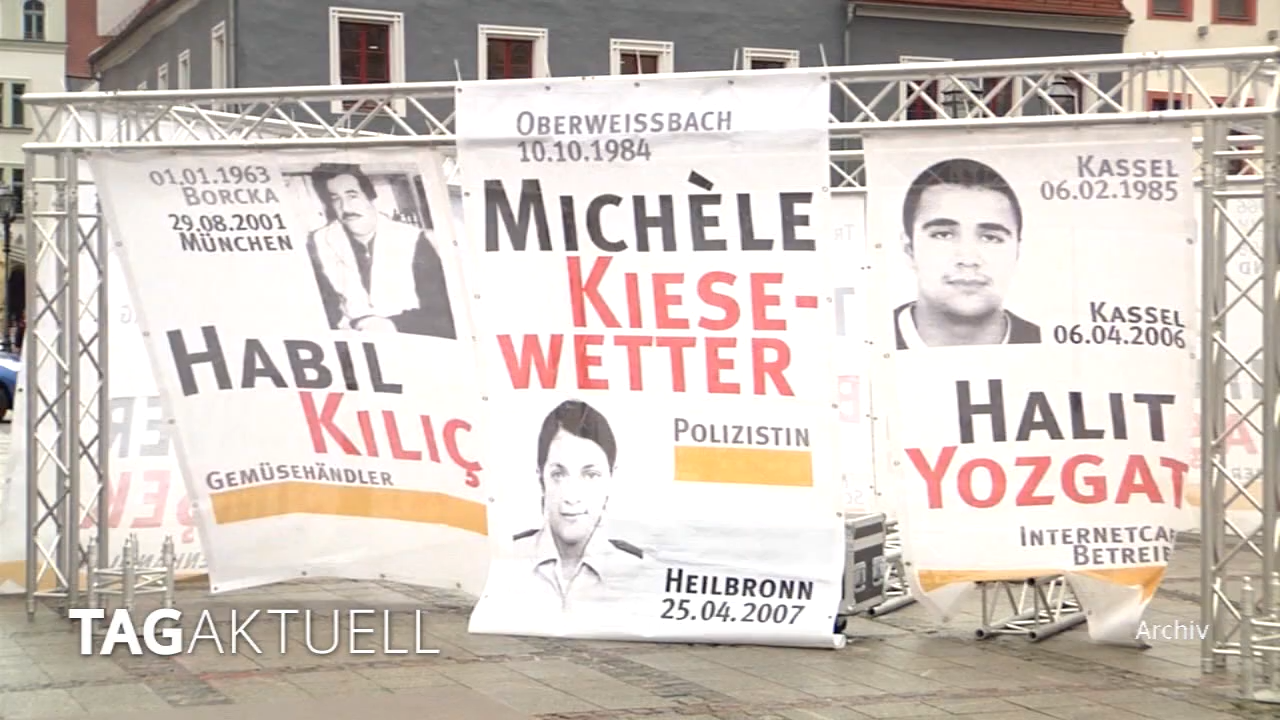 01.01.1963
BORCKA
29.08.2001
MÜNCHEN
HABIL
KILIÇ
GEMÜSEHÄNDLER
OBERWEISSBACH
10.10.1984
MICHÈLE
KIESE-
WETTER
POLIZISTIN
HEILBRONN
25.04.2007
KASSEL
06.02.1985
KASSEL
06.04.2006
HALIT
YOZGAT
INTERNETCA
BETREIB
TAGAKTUELL
Archiv